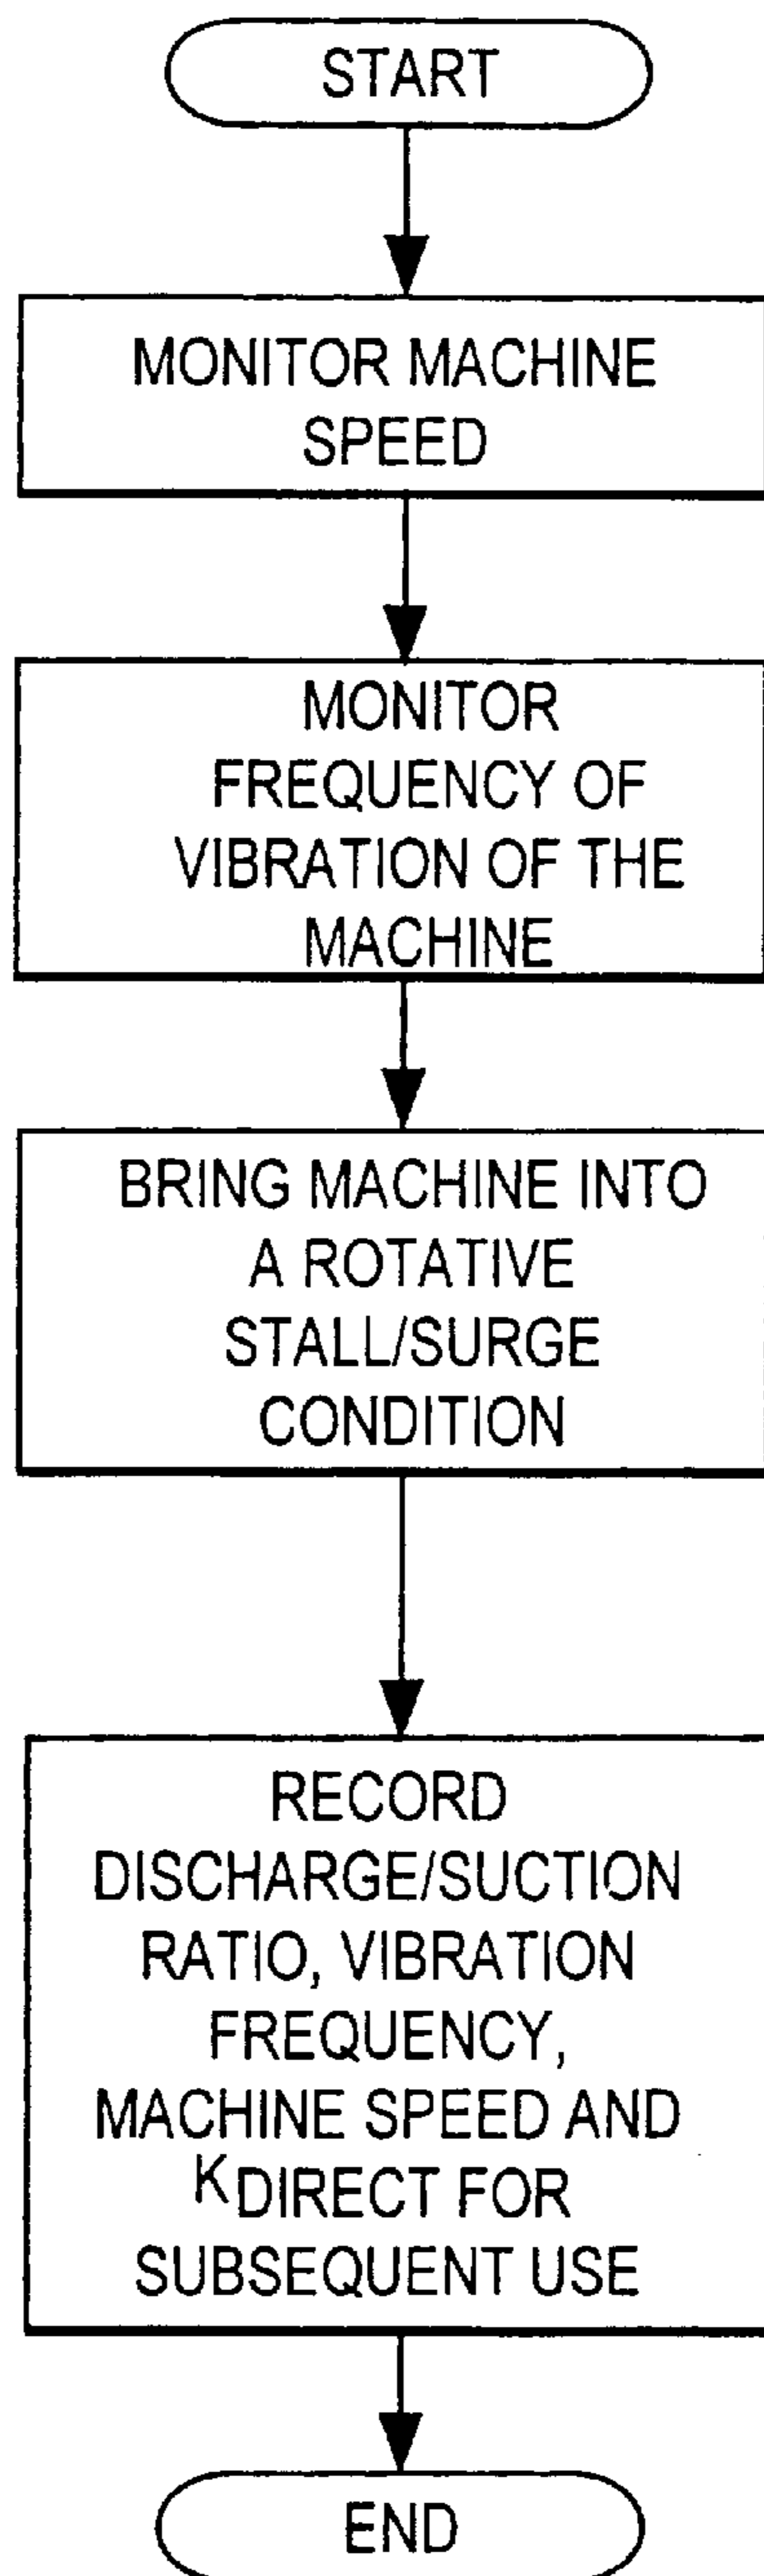 START
MONITOR MACHINE
SPEED
MONITOR
FREQUENCY OF
VIBRATION OF THE
MACHINE
BRING MACHINE INTO
A ROTATIVE
STALL/SURGE
CONDITION
RECORD
DISCHARGE/SUCTION
RATIO, VIBRATION
FREQUENCY,
MACHINE SPEED AND
KDIRECT FOR
SUBSEQUENT USE
END